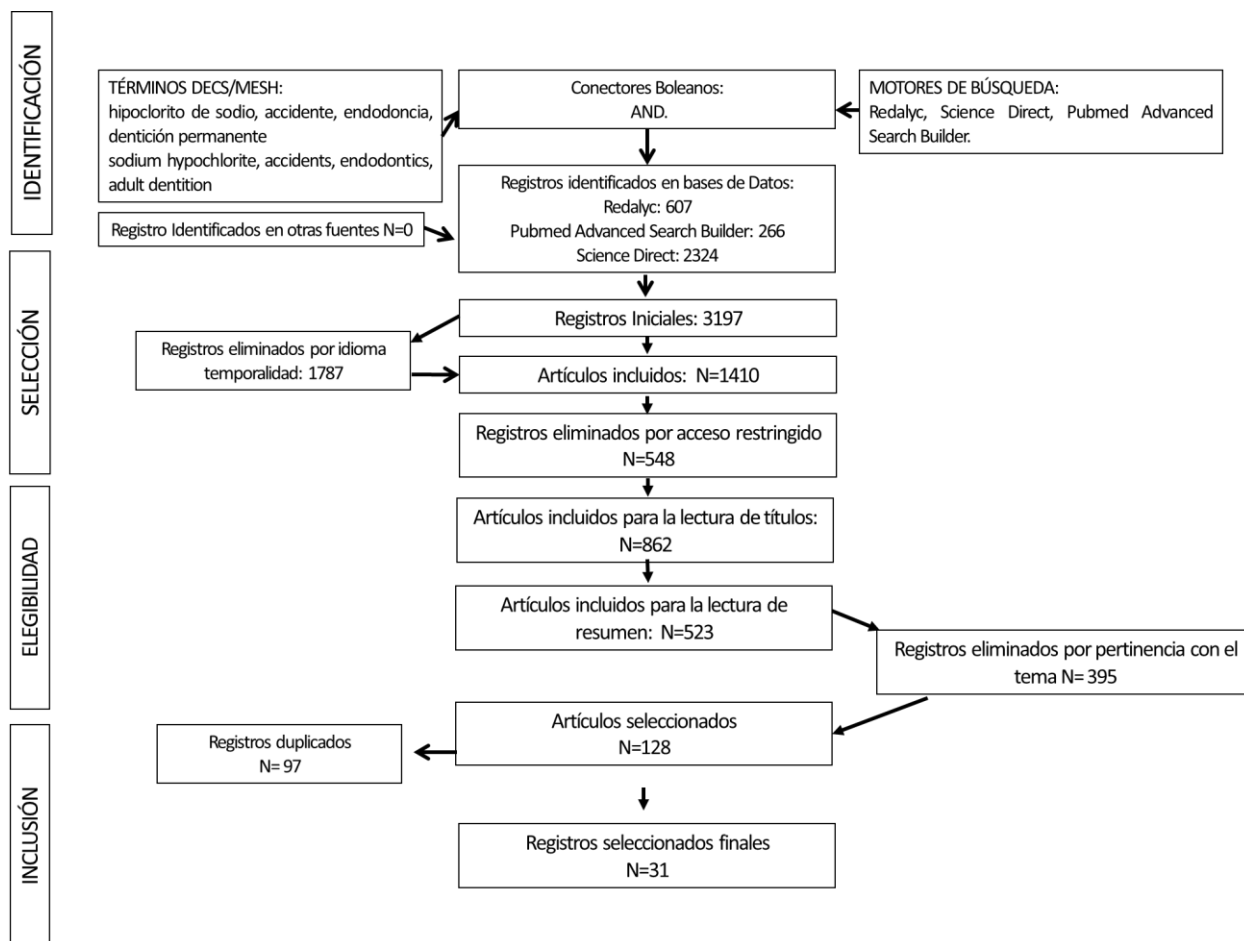 IDENTIFICACIÓN
TÉRMINOS DECS/MESH:
hipoclorito de sodio, accidente, endodoncia,
dentición permanente
sodium hypochlorite, accidents, endodontics,
adult dentition
Conectores Boleanos:
AND.
MOTORES DE BÚSQUEDA:
Redalyc, Science Direct, Pubmed Advanced
Search Builder.
Registro Identificados en otras fuentes N=0
Registros identificados en bases de Datos:
Redalyc: 607
Pubmed Advanced Search Builder: 266
Science Direct: 2324
SELECCIÓN
Registros Iniciales: 3197
Registros eliminados por idioma
temporalidad: 1787
Artículos incluidos: N=1410
Registros eliminados por acceso restringido
N=548
ELEGIBILIDAD
Artículos incluidos para la lectura de títulos:
N=862
Artículos incluidos para la lectura de
resumen: N=523
Registros eliminados por pertinencia con el
tema N= 395
INCLUSIÓN
Artículos seleccionados
N=128
Registros duplicados
N= 97
Registros seleccionados finales
N=31